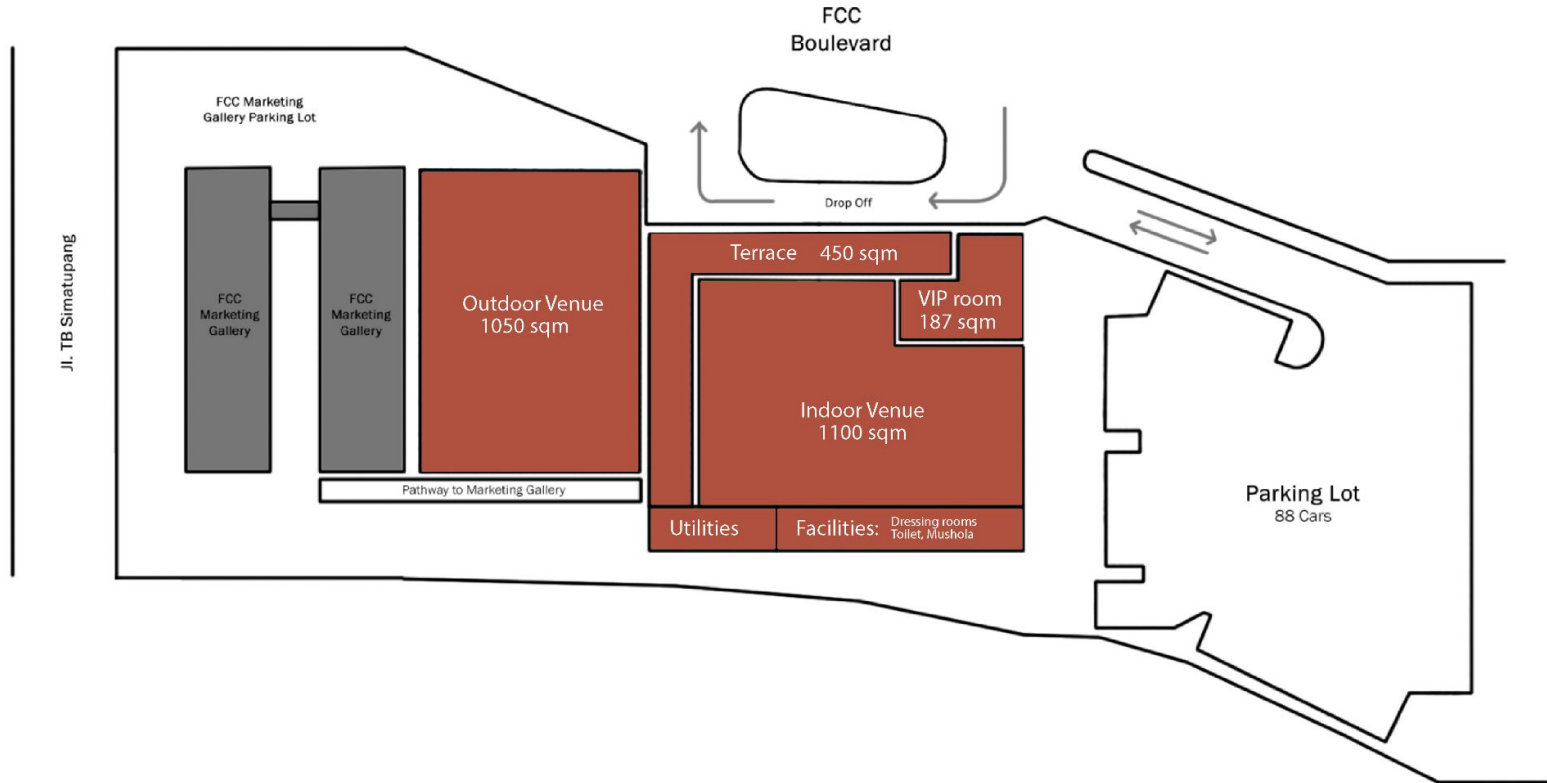 FCC
Boulevard
FCC Marketing
Gallery Parking Lot
Drop Off
Terrace 450 sqm
VIP room
187 sqm
Outdoor Venue
1050 sqm
FCC
Marketing
Gallery
FCC
Marketing
Gallery
Jl. TB Simatupang
Indoor Venue
1100 sqm
Pathway to Marketing Gallery
Parking Lot
88 Cars
Utilities
Facilities: Dressing rooms
Toilet, Mushola